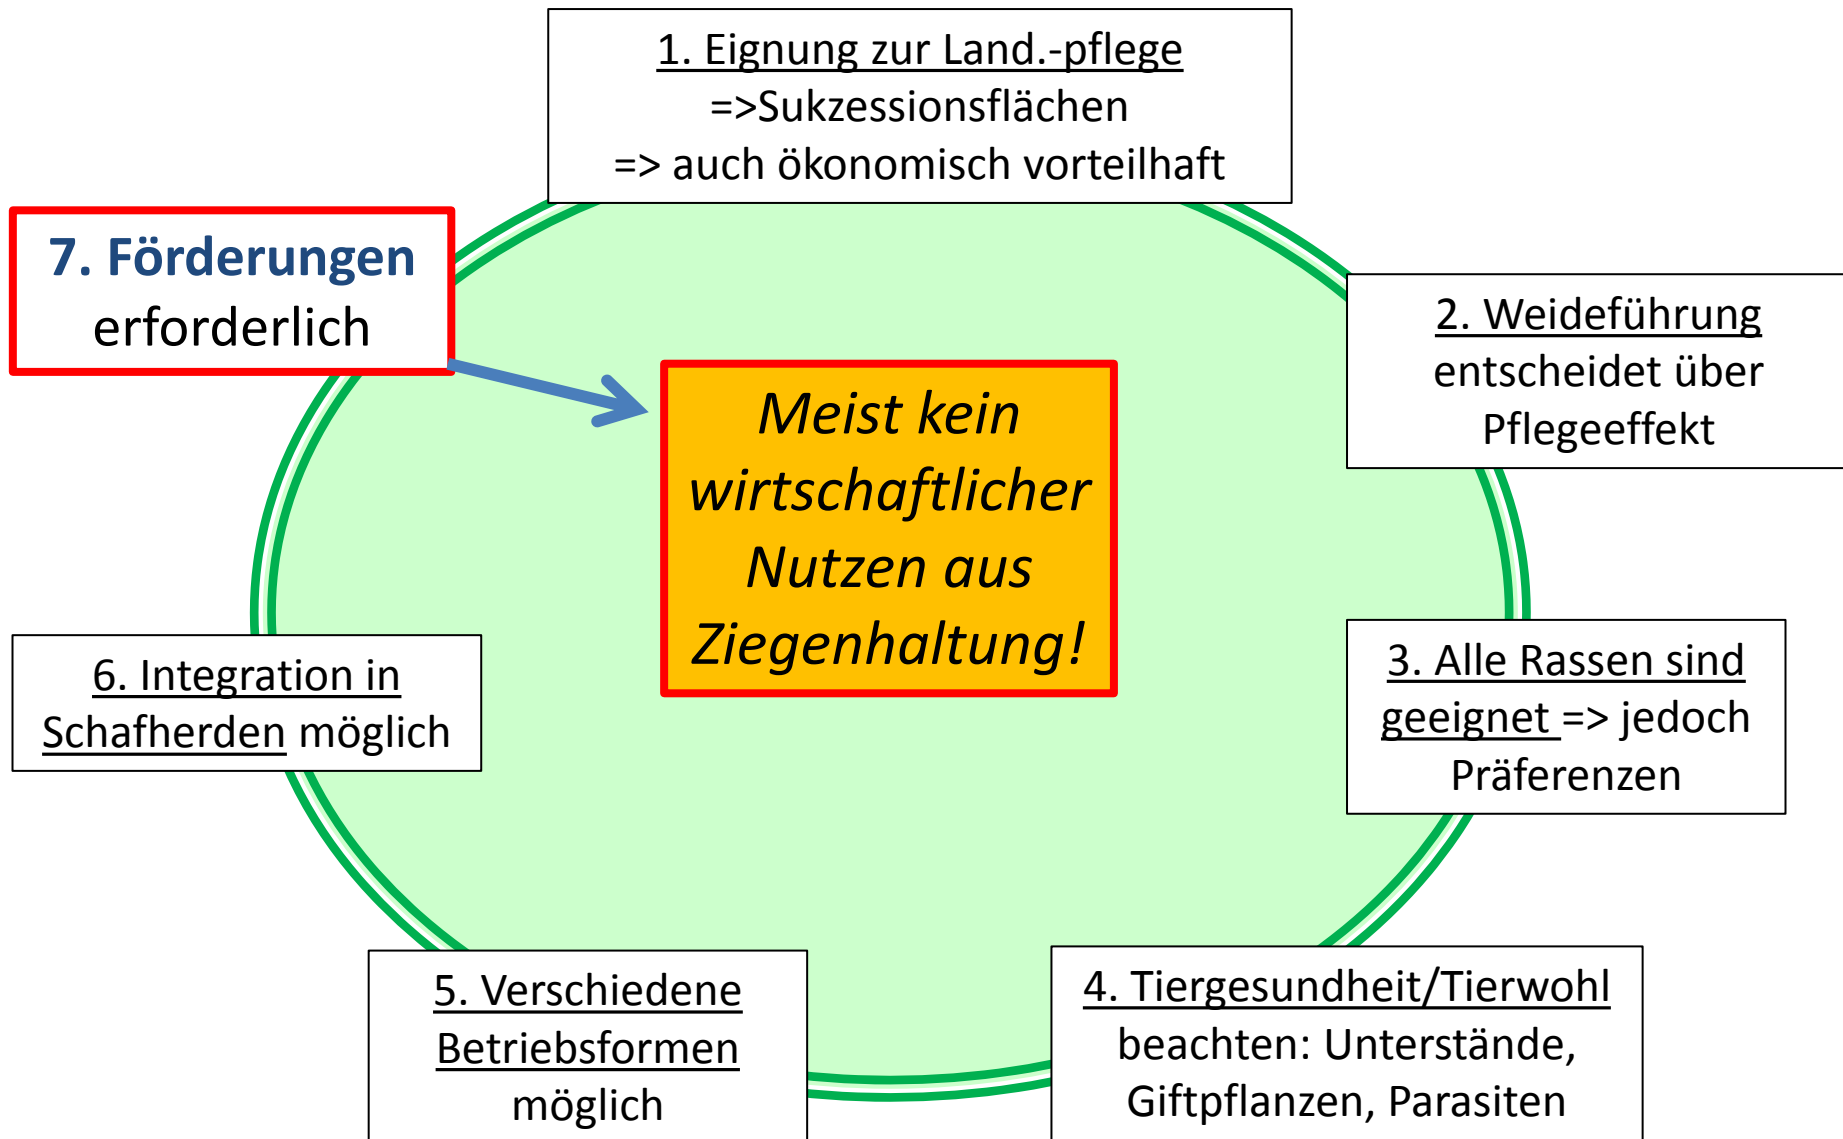 1. Eignung zur Land.-pflege
=>Sukzessionsflächen
=> auch ökonomisch vorteilhaft
2. Weideführung
entscheidet über
Pflegeeffekt
3. Alle Rassen sind
geeignet => jedoch
Präferenzen
4. Tiergesundheit/Tierwohl
beachten: Unterstände,
Giftpflanzen, Parasiten
5. Verschiedene
Betriebsformen
möglich
6. Integration in
Schafherden möglich
7. Förderungen
erforderlich
Meist kein
wirtschaftlicher
Nutzen aus
Ziegenhaltung!